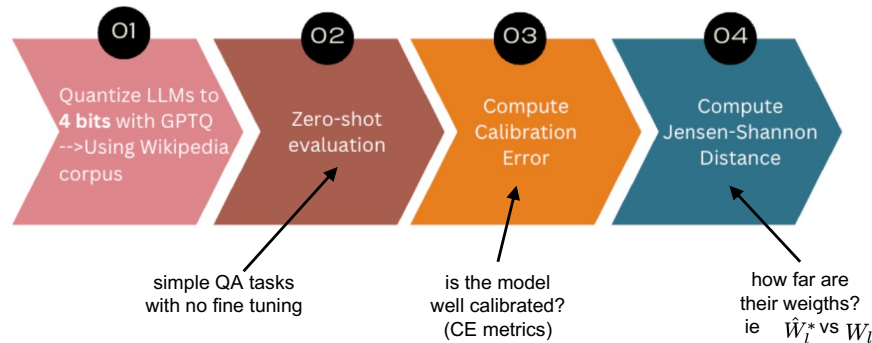 01
Quantize LLMs to
4 bits with GPTQ
-->Using Wikipedia
corpus
02
Zero-shot
evaluation
03
Compute
Calibration
Error
04
Compute
Jensen-Shannon
Distance
simple QA tasks
with no fine tuning
is the model
well calibrated?
(CE metrics)
how far are
their weigths?
ie Ŵ_l^* vs W_l